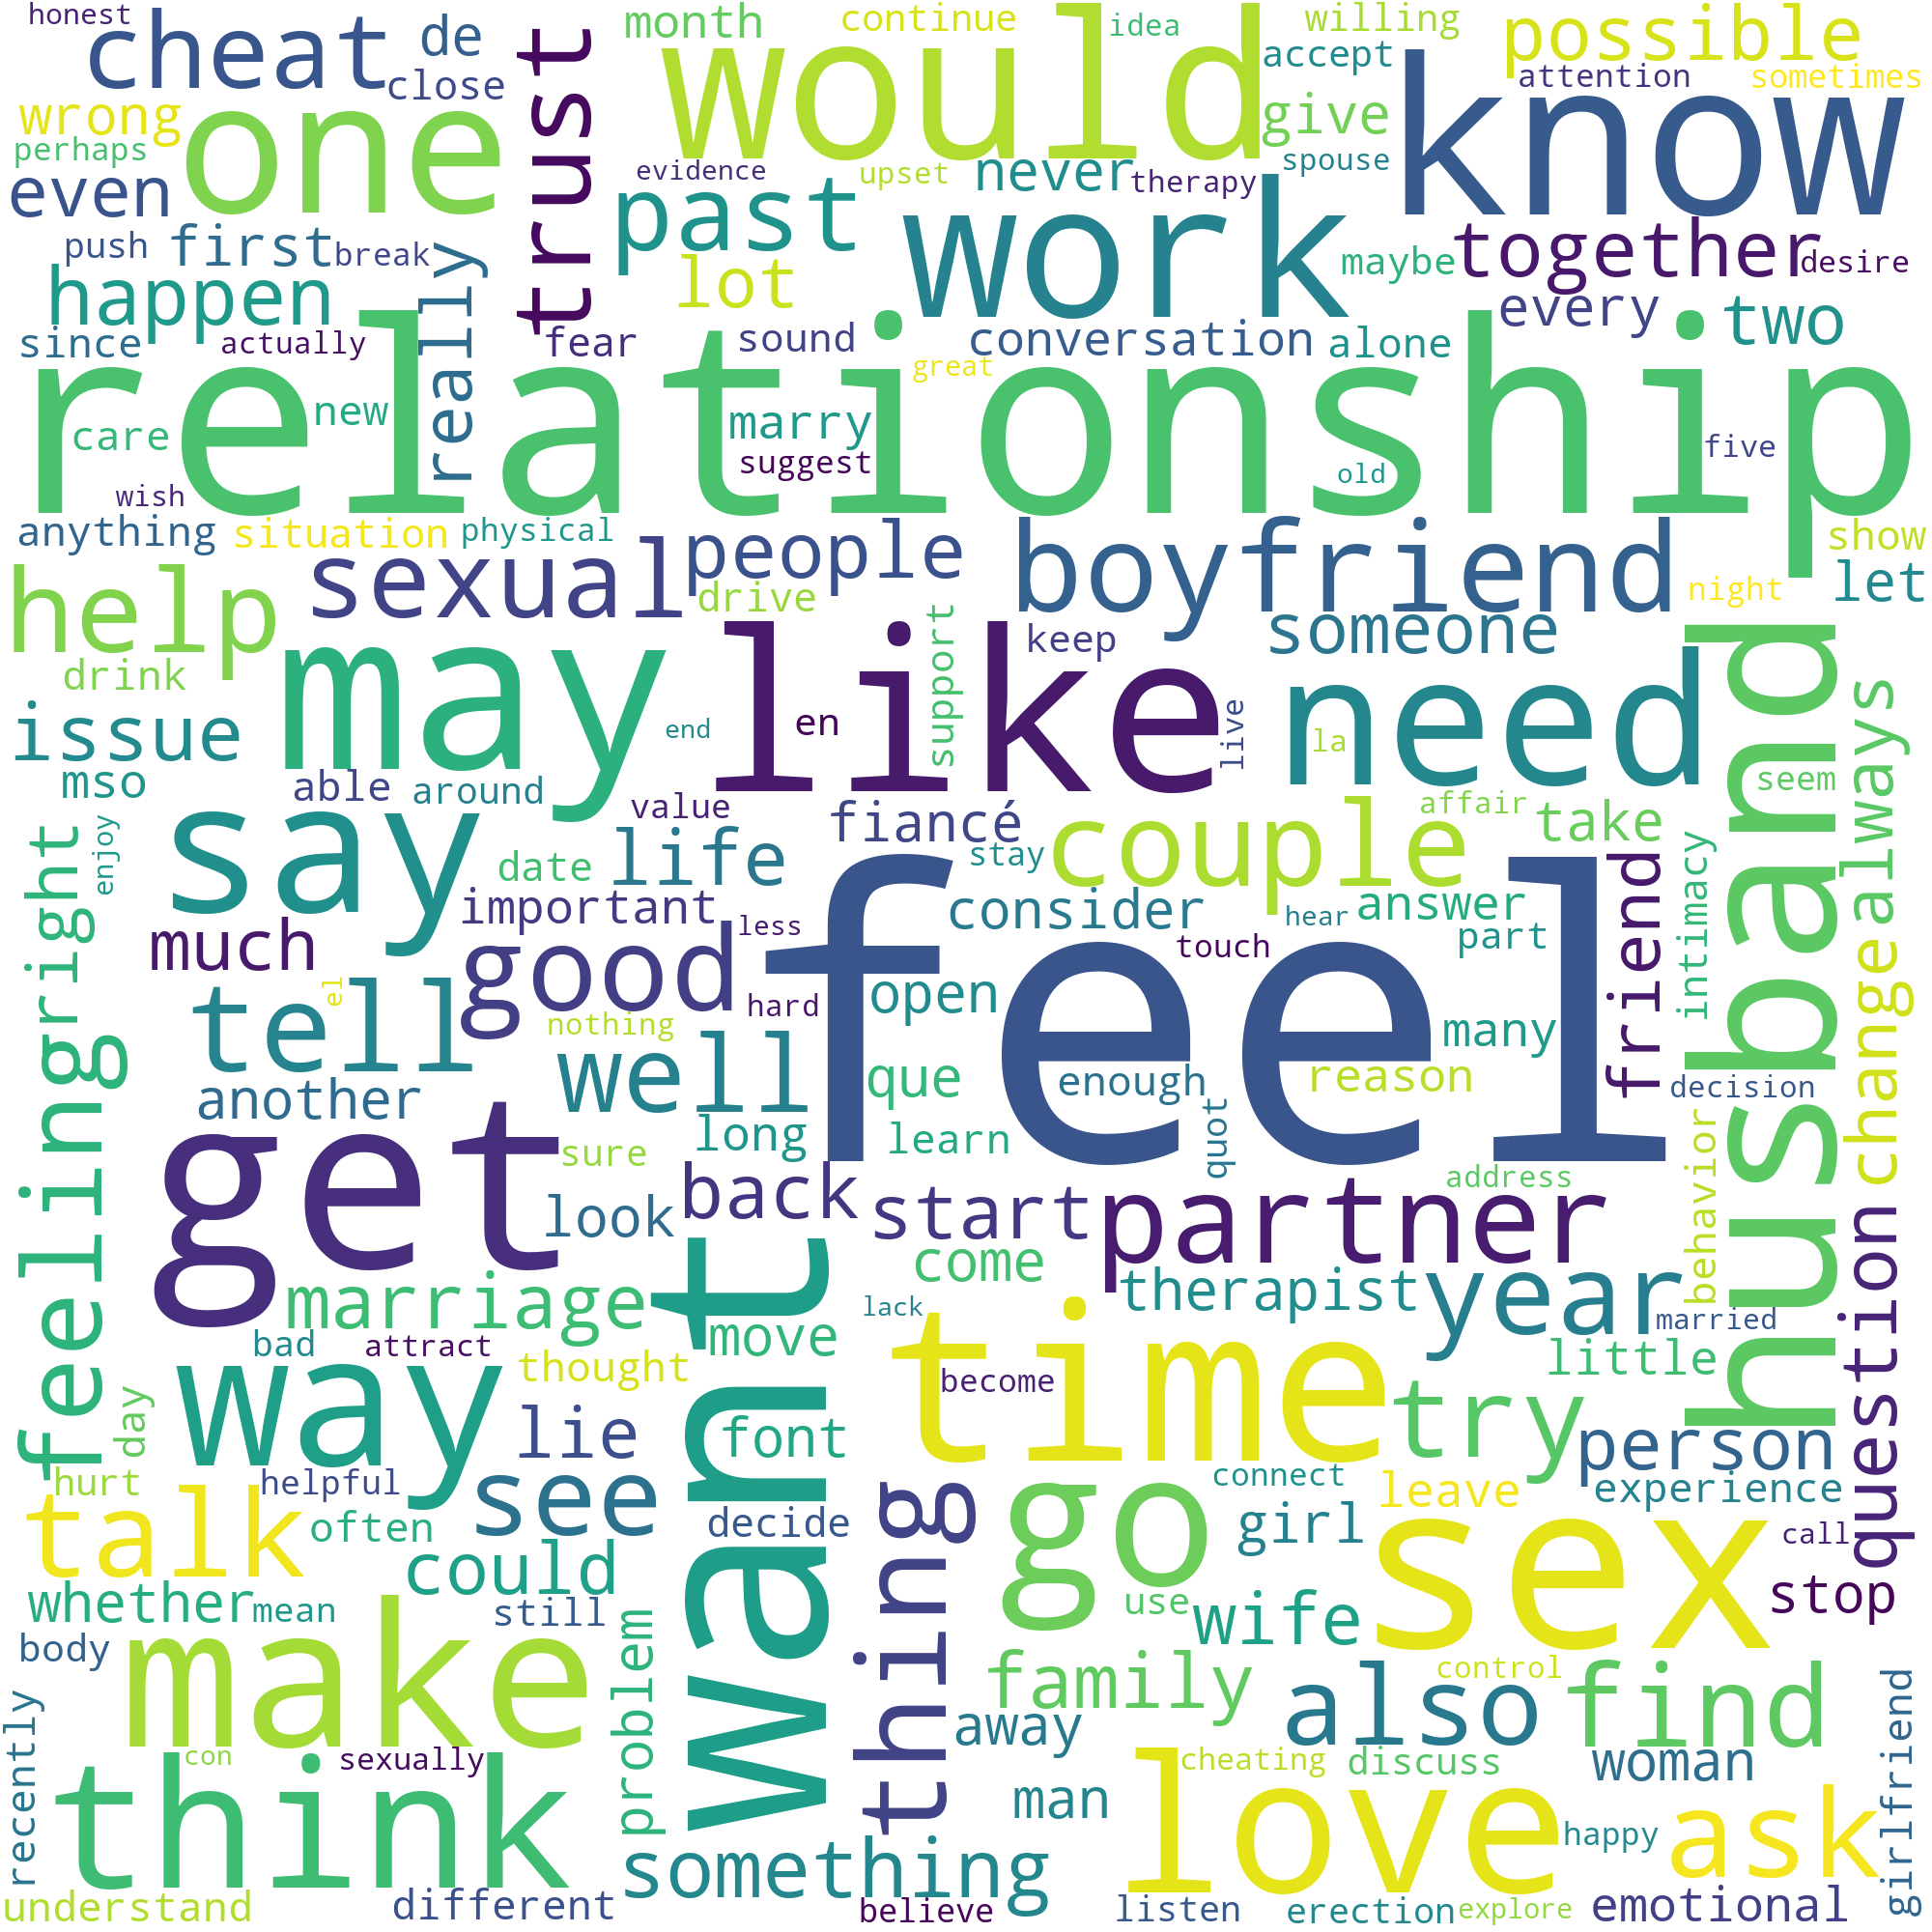 honest
cheat
de
close
trust
month
would
continue
idea
willing
accept
possible
attention
sometimes
wrong
one
perhaps
even
give
know
evidence
upset
never
therapy
spouse
past
work
together
desire
push
first
break
really
happen
lot
maybe
every
two
since
actually
fear
sound
conversation
alone
great
relationship
new
care
marry
suggest
old
five
wish
anything
situation
physical
sexual
people
boyfriend
show
help
drive
night
let
someone
support
keep
drink
may
like
need
husband
always
issue
end
en
live
la
mso
able
around
value
seem
say
fiancé
affair
take
couple
feelingright
enjoy
date
life
stay
friend
intimacy
important
consider
hear
answer
much
less
touch
part
good
feel
tell
el
hard
open
nothing
many
well
que
enough
reason
decision
another
long
learn
quot
get
sure
behavior
change
back
start
partner
address
look
want
come
therapist
year
marriage
lack
married
bad
attract
move
question
way
thought
become
time
little
try
day
lie
font
person
hurt
helpful
see
thing
connect
experience
talk
often
decide
go
girl
leave
sex
call
could
whether
mean
still
use
wife
stop
body
make
problem
family
control
also
find
recently
away
con
sexually
cheating
discuss
woman
girlfriend
think
man
love
happy
ask
something
understand
different
believe
listen
erection
explore
emotional